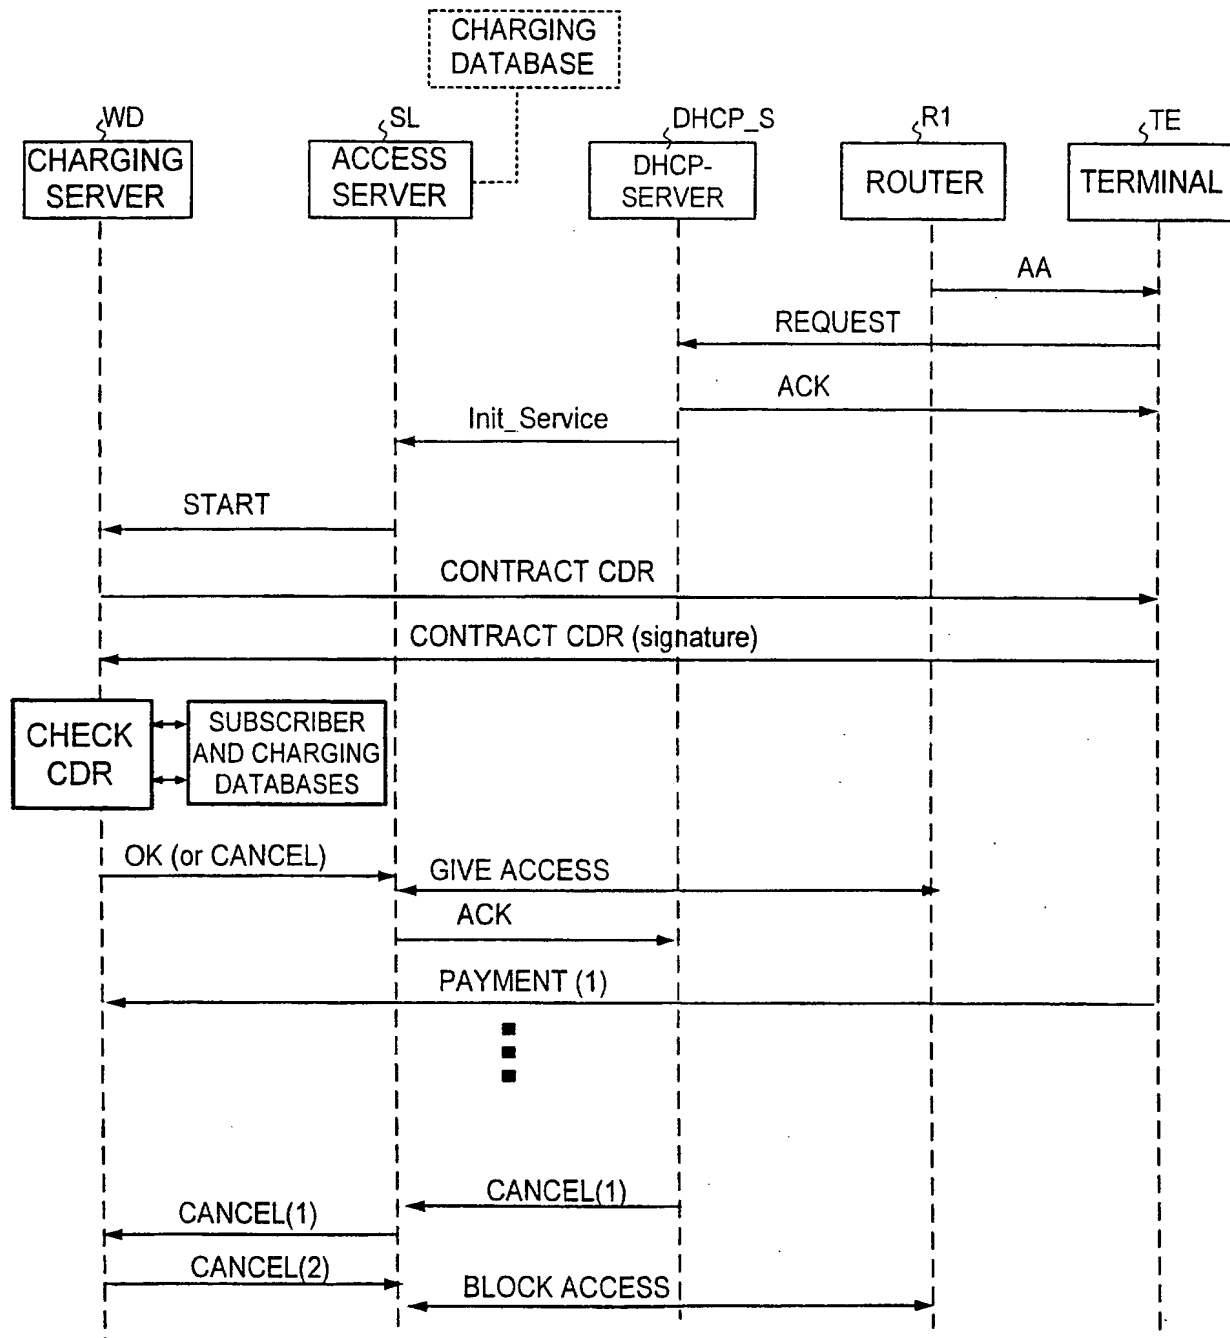 CHARGING
DATABASE
WD
SL
DHCP_S
R1
TE
CHARGING
SERVER
ACCESS
SERVER
DHCP-
SERVER
ROUTER
TERMINAL
AA
REQUEST
ACK
Init_Service
START
CONTRACT CDR
CONTRACT CDR (signature)
CHECK
CDR
SUBSCRIBER
AND CHARGING
DATABASES
OK (or CANCEL)
GIVE ACCESS
ACK
PAYMENT (1)
CANCEL(1)
CANCEL(1)
CANCEL(2)
BLOCK ACCESS